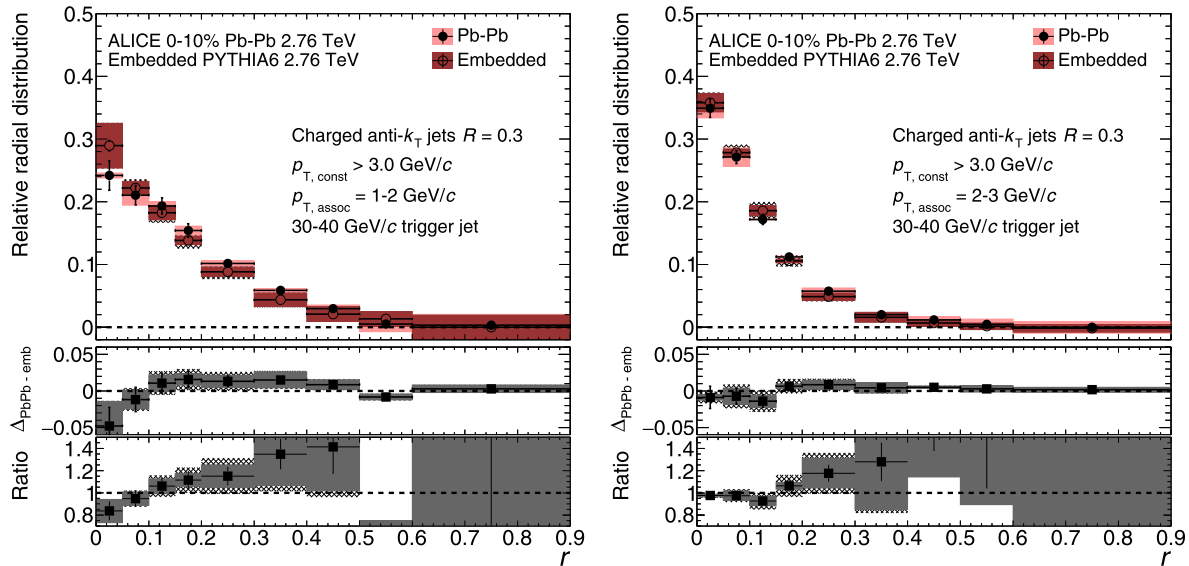 Relative radial distribution
0.5
0.4
0.3
0.2
0.1
0
ALICE 0-10% Pb-Pb 2.76 TeV
Embedded PYTHIA6 2.76 TeV
Pb-Pb
Embedded
Charged anti-kT jets R = 0.3
pT, const > 3.0 GeV/c
pT, assoc = 1-2 GeV/c
30-40 GeV/c trigger jet
ΔPbPb - emb
0.05
0
−0.05
Ratio
1.4
1.2
1
0.8
0 0.1 0.2 0.3 0.4 0.5 0.6 0.7 0.8 0.9
r
Relative radial distribution
0.5
0.4
0.3
0.2
0.1
0
ALICE 0-10% Pb-Pb 2.76 TeV
Embedded PYTHIA6 2.76 TeV
Pb-Pb
Embedded
Charged anti-kT jets R = 0.3
pT, const > 3.0 GeV/c
pT, assoc = 2-3 GeV/c
30-40 GeV/c trigger jet
ΔPbPb - emb
0.05
0
−0.05
Ratio
1.4
1.2
1
0.8
0 0.1 0.2 0.3 0.4 0.5 0.6 0.7 0.8 0.9
r